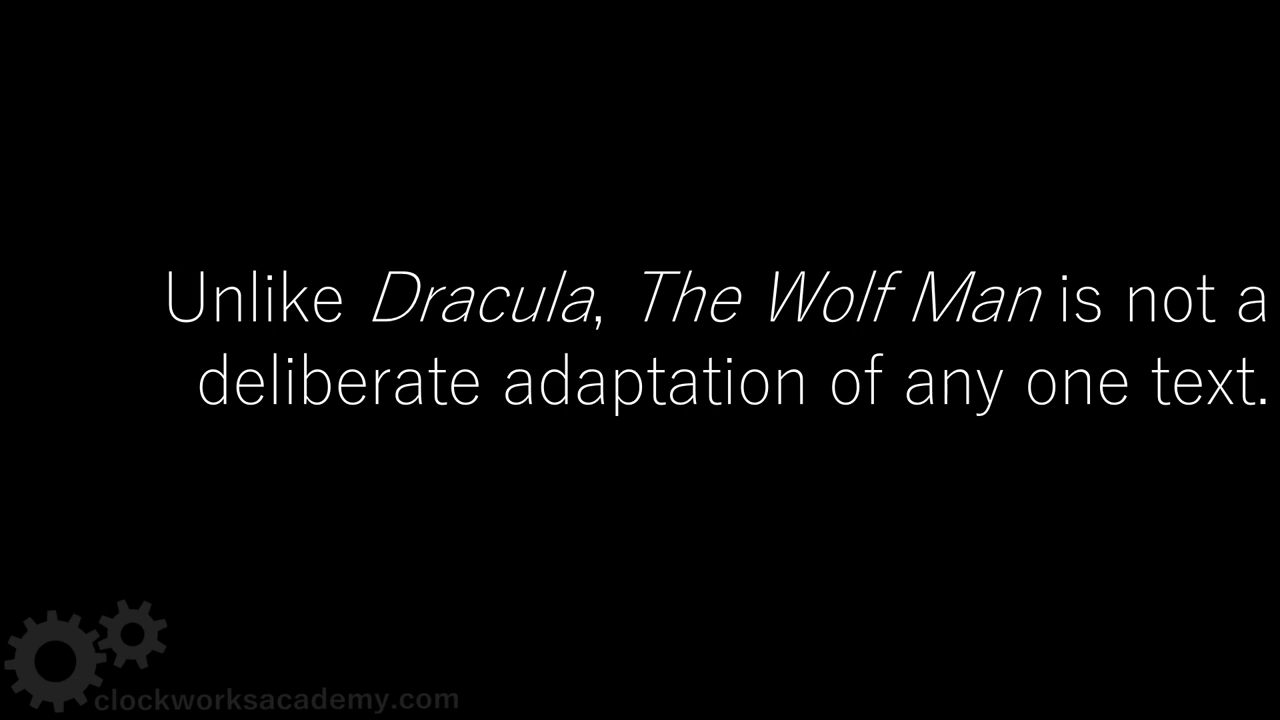 Unlike Dracula, The Wolf Man is not a
deliberate adaptation of any one text.
clockworksacademy.com